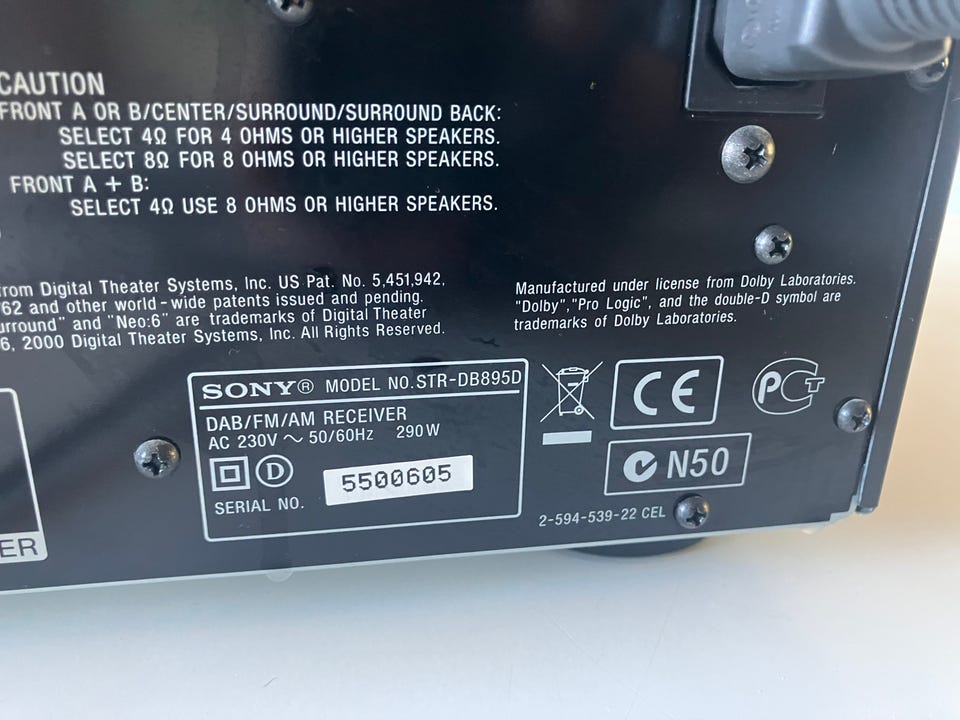 CAUTION
FRONT A OR B/CENTER/SURROUND/SURROUND BACK:
SELECT 4Ω FOR 4 OHMS OR HIGHER SPEAKERS.
SELECT 8Ω FOR 8 OHMS OR HIGHER SPEAKERS.
FRONT A + B:
SELECT 4Ω USE 8 OHMS OR HIGHER SPEAKERS.
from Digital Theater Systems, Inc. US Pat. No. 5,451,942,
762 and other world-wide patents issued and pending.
urround" and "Neo:6" are trademarks of Digital Theater
6, 2000 Digital Theater Systems, Inc. All Rights Reserved.
Manufactured under license from Dolby Laboratories.
"Dolby","Pro Logic", and the double-D symbol are
trademarks of Dolby Laboratories.
SONY® MODEL NO.STR-DB895D
DAB/FM/AM RECEIVER
AC 230V ~ 50/60Hz 290W
D
SERIAL NO. 5500605
CE
PCT
N50
2-594-539-22 CEL
ER